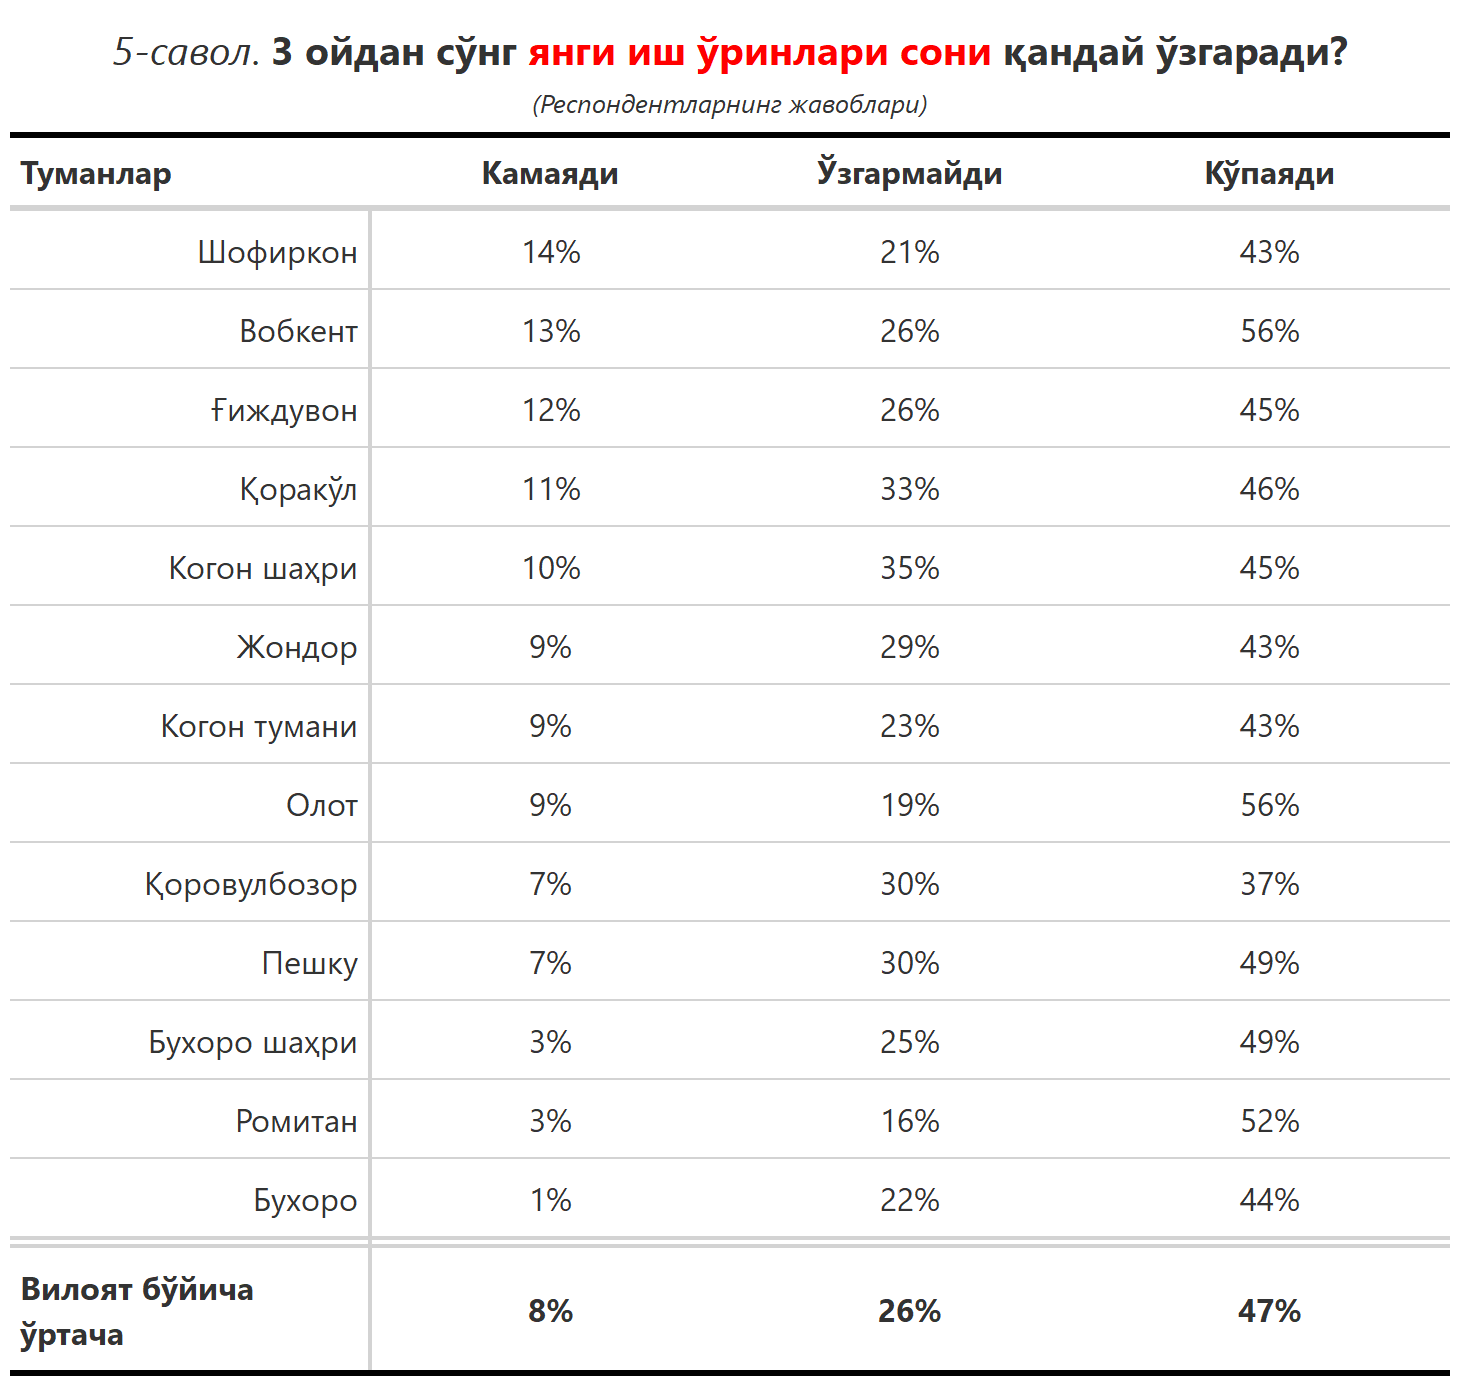 5-савол. 3 ойдан сўнг янги иш ўринлари сони қандай ўзгаради?
(Респондентларнинг жавоблари)
Туманлар Камаяди Ўзгармайди Кўпаяди
Шофиркон 14% 21% 43%
Вобкент 13% 26% 56%
Ғиждувон 12% 26% 45%
Қоракўл 11% 33% 46%
Когон шаҳри 10% 35% 45%
Жондор 9% 29% 43%
Когон тумани 9% 23% 43%
Олот 9% 19% 56%
Қоровулбозор 7% 30% 37%
Пешку 7% 30% 49%
Бухоро шаҳри 3% 25% 49%
Ромитан 3% 16% 52%
Бухоро 1% 22% 44%
Вилоят бўйича
ўртача 8% 26% 47%